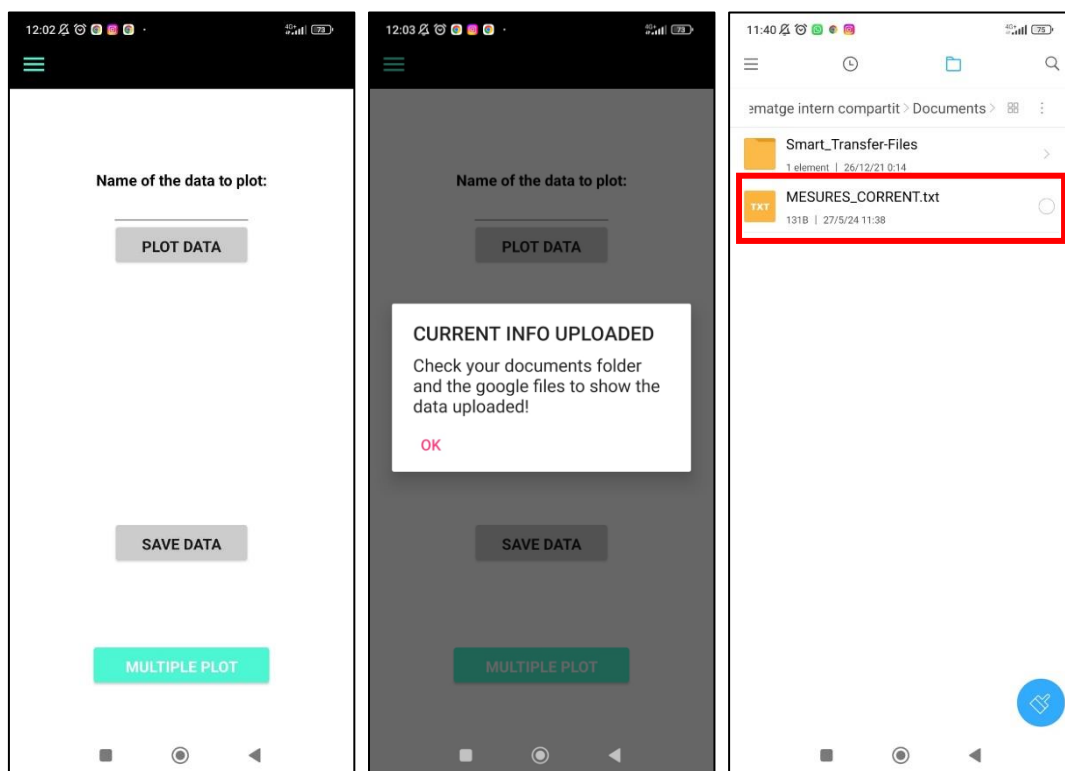 12:02
73
Name of the data to plot:
PLOT DATA
SAVE DATA
MULTIPLE PLOT
12:03
73
Name of the data to plot:
PLOT DATA
CURRENT INFO UPLOADED
Check your documents folder
and the google files to show the
data uploaded!
OK
SAVE DATA
MULTIPLE PLOT
11:40
75
ematge intern compartit > Documents >
Smart_Transfer-Files
1 element | 26/12/21 0:14
TXT
MESURES_CORRENT.txt
131B | 27/5/24 11:38